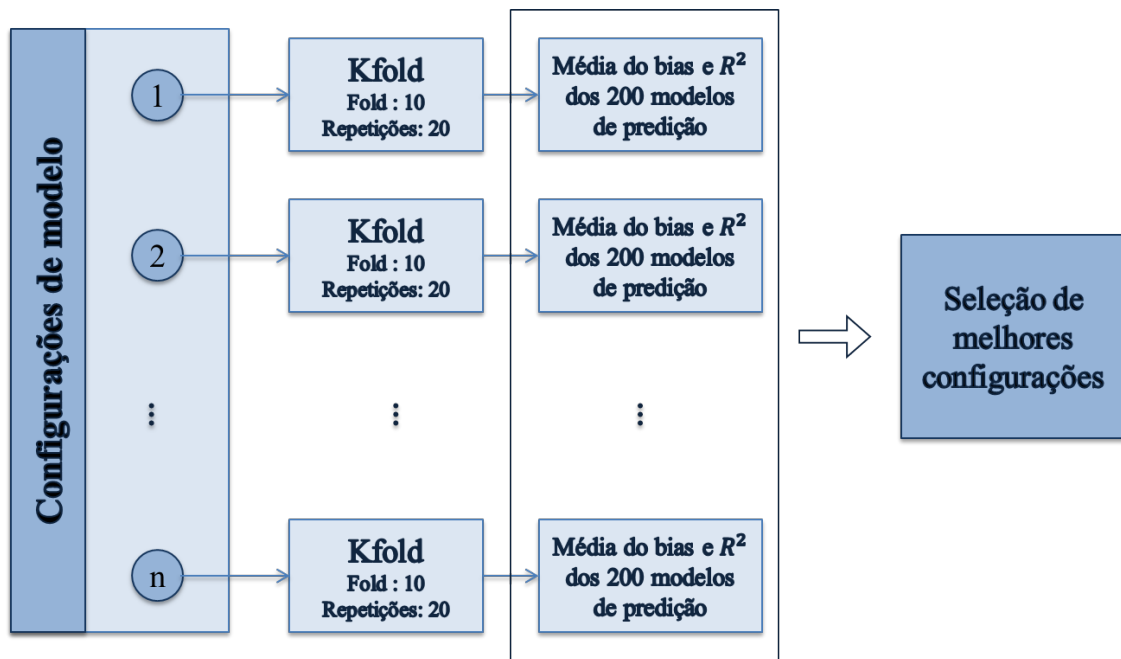 Configurações de modelo
1
Kfold
Fold : 10
Repetições: 20
Média do bias e R²
dos 200 modelos
de predição
2
Kfold
Fold : 10
Repetições: 20
Média do bias e R²
dos 200 modelos
de predição
Seleção de
melhores
configurações
...
...
...
n
Kfold
Fold : 10
Repetições: 20
Média do bias e R²
dos 200 modelos
de predição